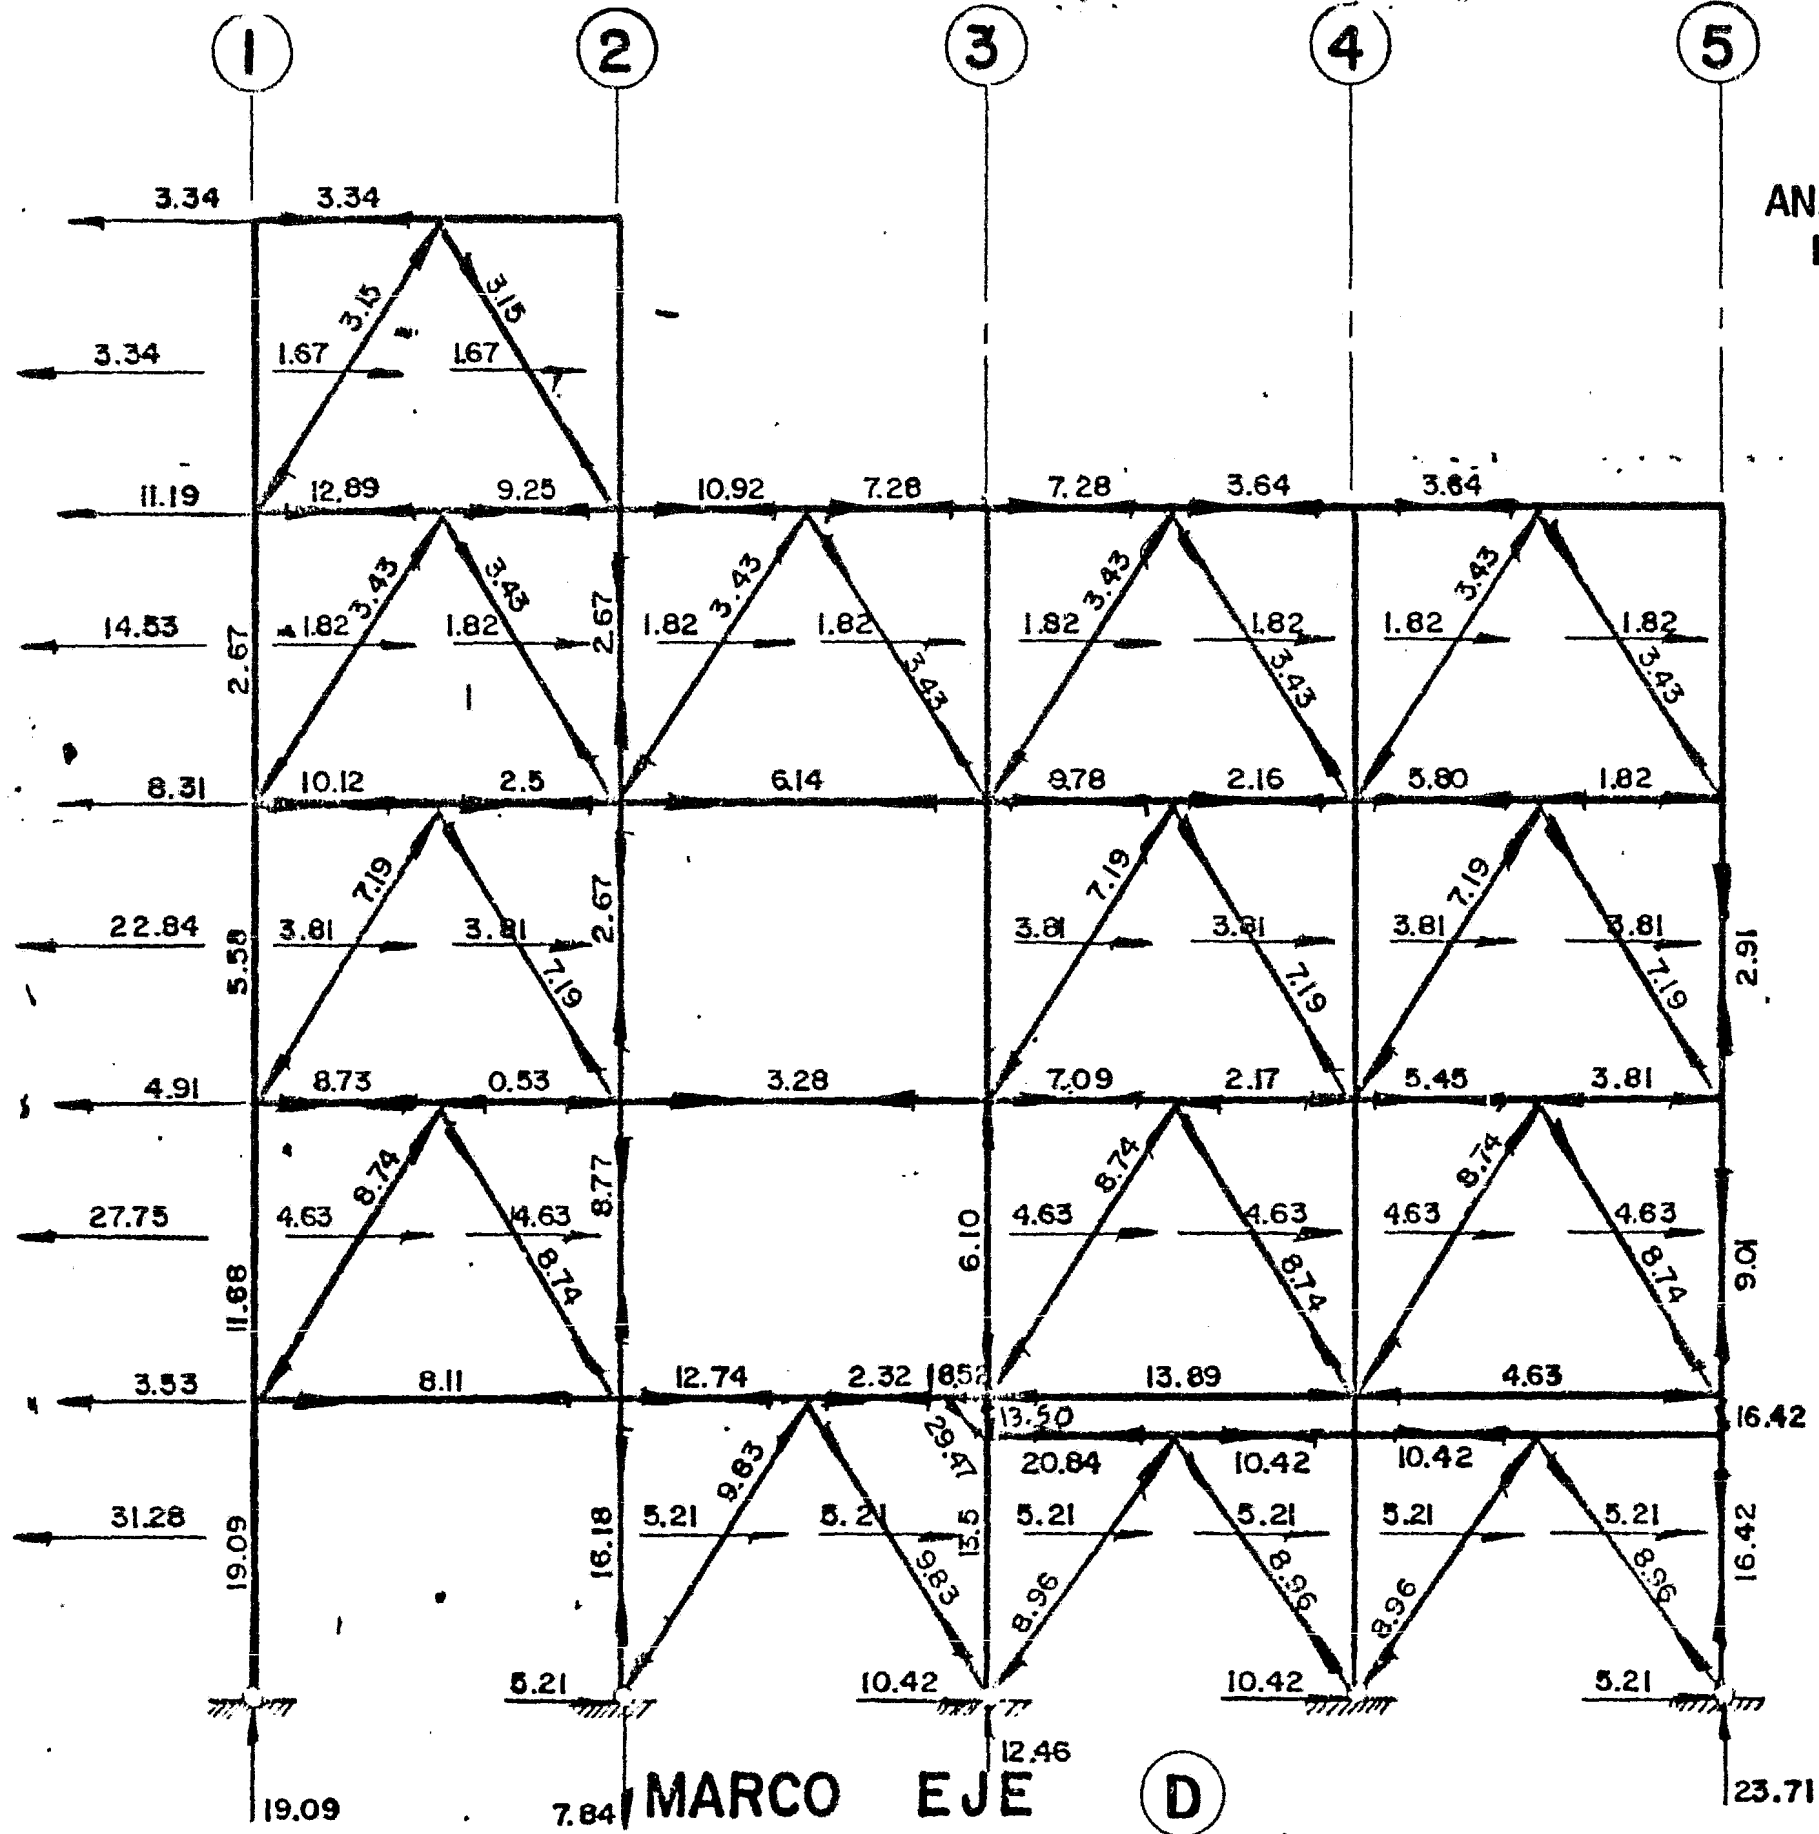 1 2 3 4 5
AN
3.34 3.34
3.15 3.15
3.34 1.67 1.67
11.19 12.89 9.25 10.92 7.28 7.28 3.64 3.64
3.43 3.43 3.43 3.43 3.43
14.53 1.82 1.82 1.82 1.82 1.82 1.82 1.82 1.82
2.67 2.67 3.43 3.43 3.43
8.31 10.12 2.5 6.14 9.78 2.16 5.80 1.82
7.19 2.67 7.19 7.19
22.84 3.81 3.81 3.81 3.81 3.81 3.81
5.58 7.19 7.19 7.19 2.91
4.91 8.73 0.53 3.28 7.09 2.17 5.45 3.81
8.74 8.77 8.74 8.74
27.75 4.63 4.63 4.63 4.63 4.63 4.63
11.68 8.74 6.10 8.74 8.74 9.01
3.53 8.11 12.74 2.32 18.52 13.89 4.63
13.50 16.42
9.83 29.47 20.84 10.42 10.42
31.28 5.21 5.21 5.21 5.21 5.21 5.21
19.09 16.18 9.83 13.5 8.96 8.96 8.96 8.96 16.42
5.21 10.42 10.42 5.21
12.46
19.09 7.84 MARCO EJE D 23.71